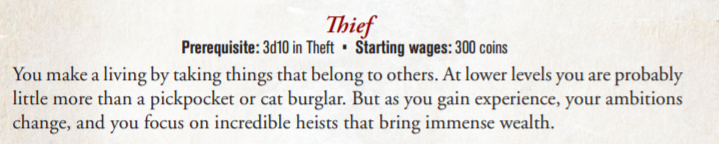 Thief
Prerequisite: 3d10 in Theft ▪ Starting wages: 300 coins
You make a living by taking things that belong to others. At lower levels you are probably
little more than a pickpocket or cat burglar. But as you gain experience, your ambitions
change, and you focus on incredible heists that bring immense wealth.